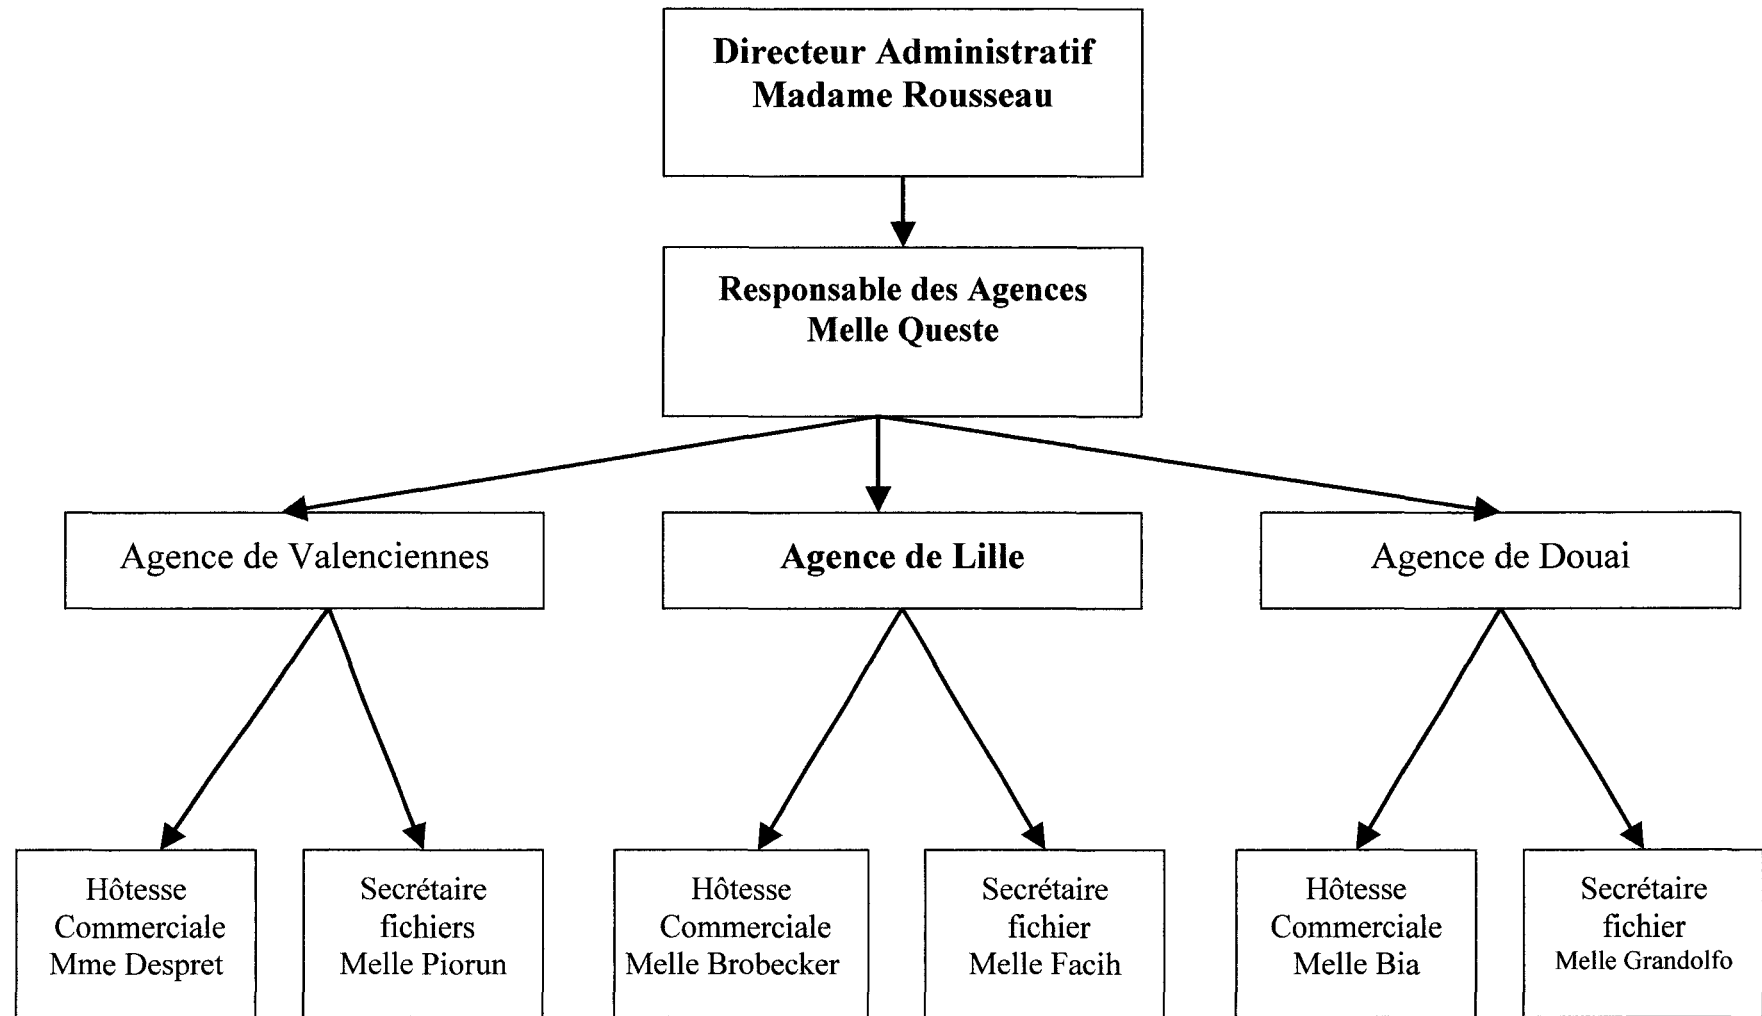 Directeur Administratif
Madame Rousseau
Responsable des Agences
Melle Queste
Agence de Valenciennes
Agence de Lille
Agence de Douai
Hôtesse
Commerciale
Mme Despret
Secrétaire
fichiers
Melle Piorun
Hôtesse
Commerciale
Melle Brobecker
Secrétaire
fichier
Melle Facih
Hôtesse
Commerciale
Melle Bia
Secrétaire
fichier
Melle Grandolfo